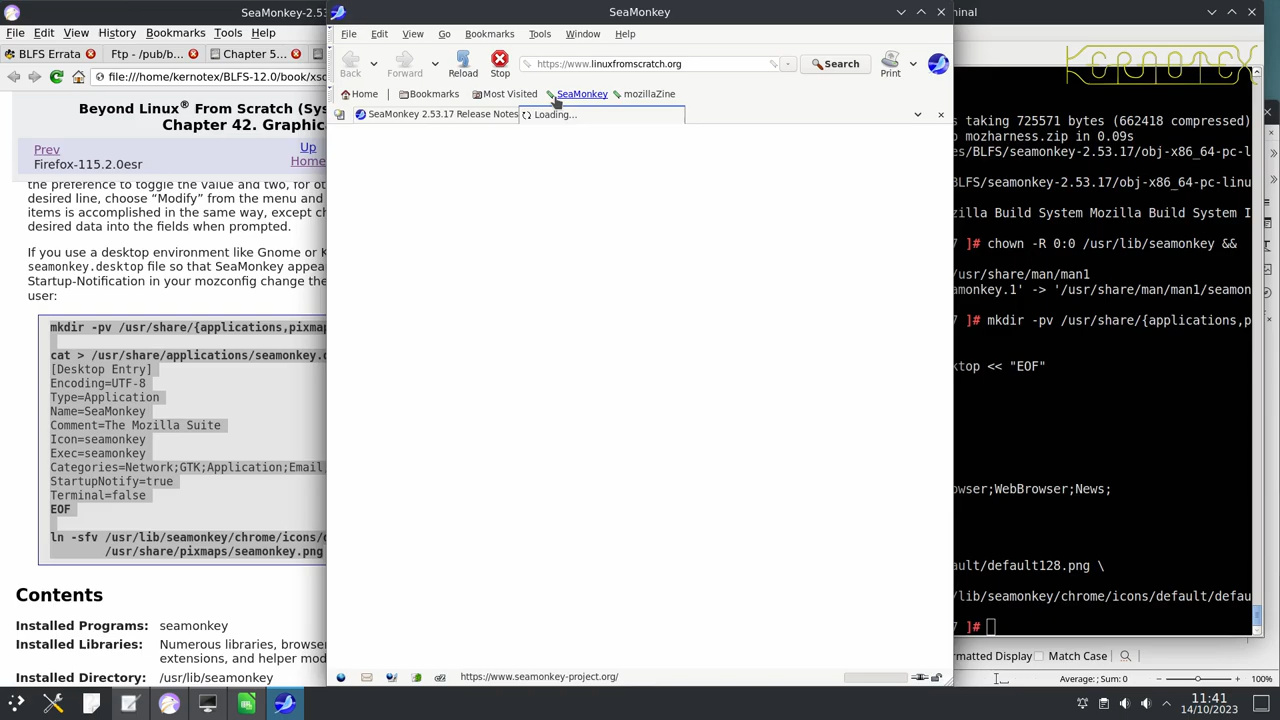 SeaMonkey-2.53
File Edit View History Bookmarks Tools Help
BLFS Errata
Ftp - /pub/b...
Chapter 5...
file:///home/kernotex/BLFS-12.0/book/xsc
Beyond Linux® From Scratch (Sys
Chapter 42. Graphic
Prev
Up
Firefox-115.2.0esr
Home
the preference to toggle the value and two, for ot
desired line, choose “Modify” from the menu and
items is accomplished in the same way, except ch
desired data into the fields when prompted.
If you use a desktop environment like Gnome or K
seamonkey.desktop file so that SeaMonkey appea
Startup-Notification in your mozconfig change the
user:
mkdir -pv /usr/share/{applications,pixmap
cat > /usr/share/applications/seamonkey.d
[Desktop Entry]
Encoding=UTF-8
Type=Application
Name=SeaMonkey
Comment=The Mozilla Suite
Icon=seamonkey
Exec=seamonkey
Categories=Network;GTK;Application;Email
StartupNotify=true
Terminal=false
EOF
ln -sfv /usr/lib/seamonkey/chrome/icons/d
/usr/share/pixmaps/seamonkey.png
Contents
Installed Programs: seamonkey
Installed Libraries: Numerous libraries, browser
extensions, and helper mod
Installed Directory: /usr/lib/seamonkey
SeaMonkey
File Edit View Go Bookmarks Tools Window Help
Back Forward Reload Stop
https://www.linuxfromscratch.org
Search
Print
Home Bookmarks Most Visited SeaMonkey mozillaZine
SeaMonkey 2.53.17 Release Notes
Loading...
https://www.seamonkey-project.org/
inal
KERNOTEX
s taking 725571 bytes (662418 compressed)
o mozharness.zip in 0.09s
es/BLFS/seamonkey-2.53.17/obj-x86_64-pc-l
BLFS/seamonkey-2.53.17/obj-x86_64-pc-linu
zilla Build System Mozilla Build System I
7 ]# chown -R 0:0 /usr/lib/seamonkey &&
usr/share/man/man1
amonkey.1' -> '/usr/share/man/man1/seamon
7 ]# mkdir -pv /usr/share/{applications,p
ktop << "EOF"
owser;WebBrowser;News;
ault/default128.png \
/lib/seamonkey/chrome/icons/default/defau
7 ]#
rmatted Display Match Case
Average: ; Sum: 0
100%
11:41
14/10/2023